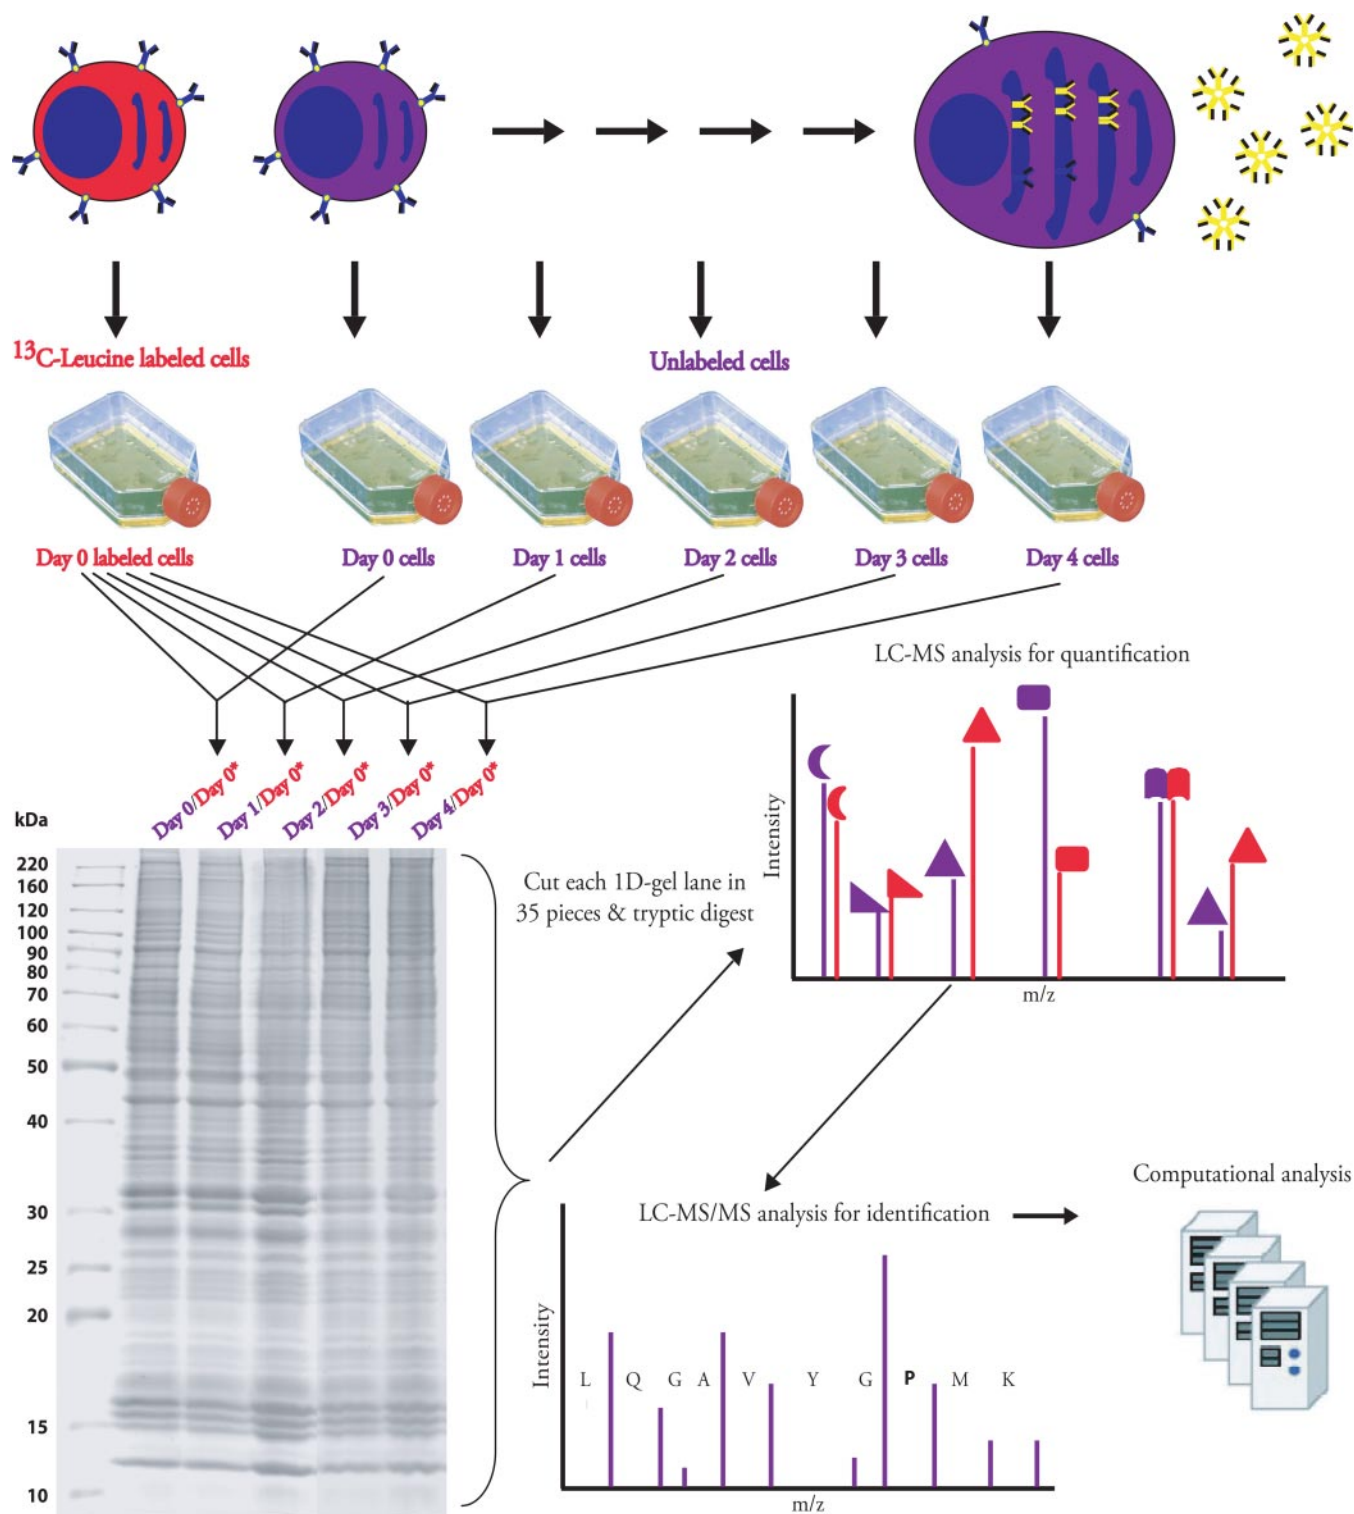 ¹³C-Leucine labeled cells
Unlabeled cells
Day 0 labeled cells
Day 0 cells
Day 1 cells
Day 2 cells
Day 3 cells
Day 4 cells
LC-MS analysis for quantification
Day 0/Day 0*
Day 1/Day 0*
Day 2/Day 0*
Day 3/Day 0*
Day 4/Day 0*
kDa
220
160
120
100
90
80
70
60
50
40
30
25
20
15
10
Cut each 1D-gel lane in
35 pieces & tryptic digest
Intensity
m/z
LC-MS/MS analysis for identification
Computational analysis
Intensity
L Q G A V Y G P M K
m/z